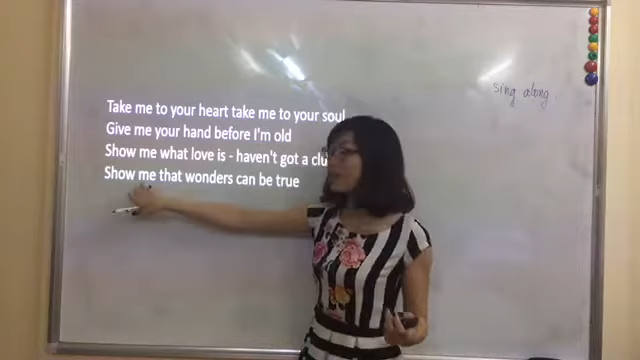 Take me to your heart take me to your soul
Give me your hand before I'm old
Show me what love is - haven't got a clu
Show me that wonders can be true
sing along